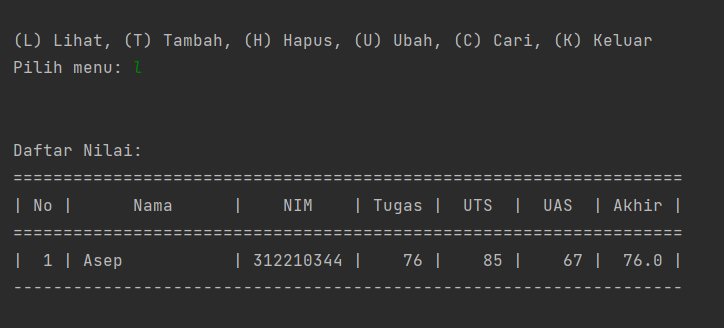 (L) Lihat, (T) Tambah, (H) Hapus, (U) Ubah, (C) Cari, (K) Keluar
Pilih menu: l
Daftar Nilai:
===================================================================
| No |      Nama      |    NIM    | Tugas |  UTS  |  UAS  | Akhir |
===================================================================
|  1 | Asep           | 312210344 |    76 |    85 |    67 |  76.0 |
-------------------------------------------------------------------